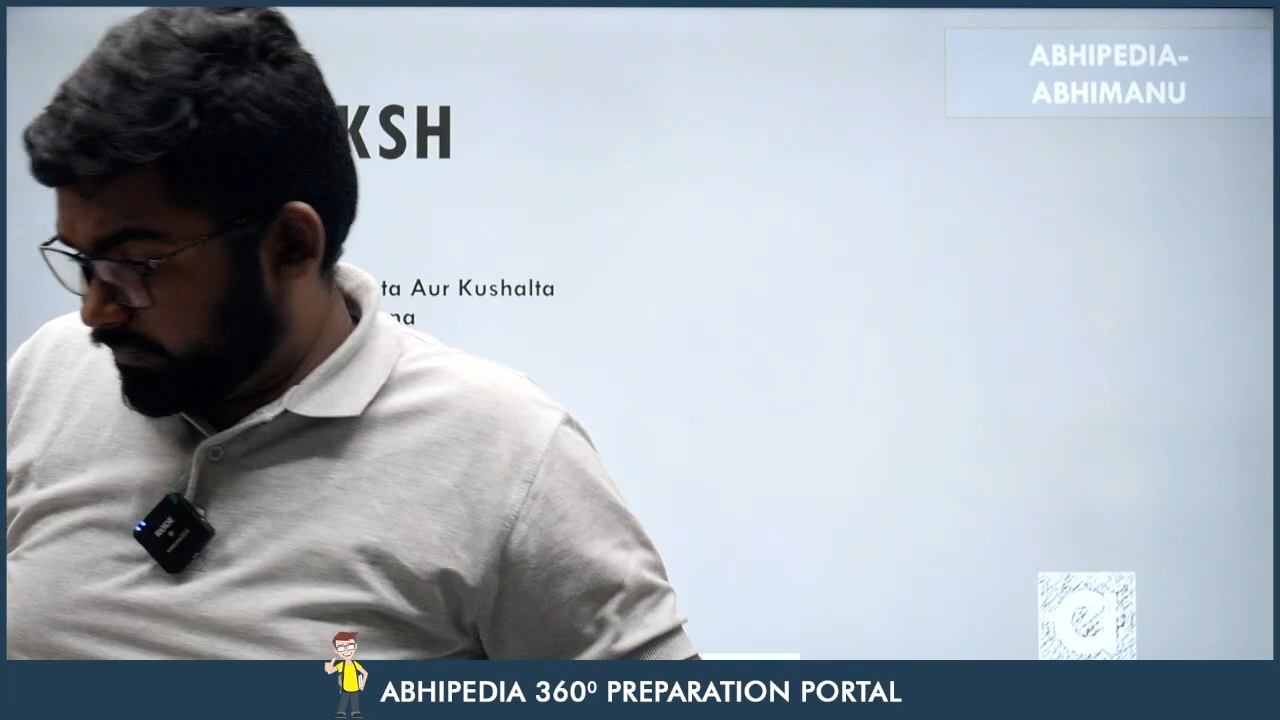 ABHIPEDIA-
ABHIMANU
KSH
ta Aur Kushalta
na
ABHIPEDIA 360⁰ PREPARATION PORTAL